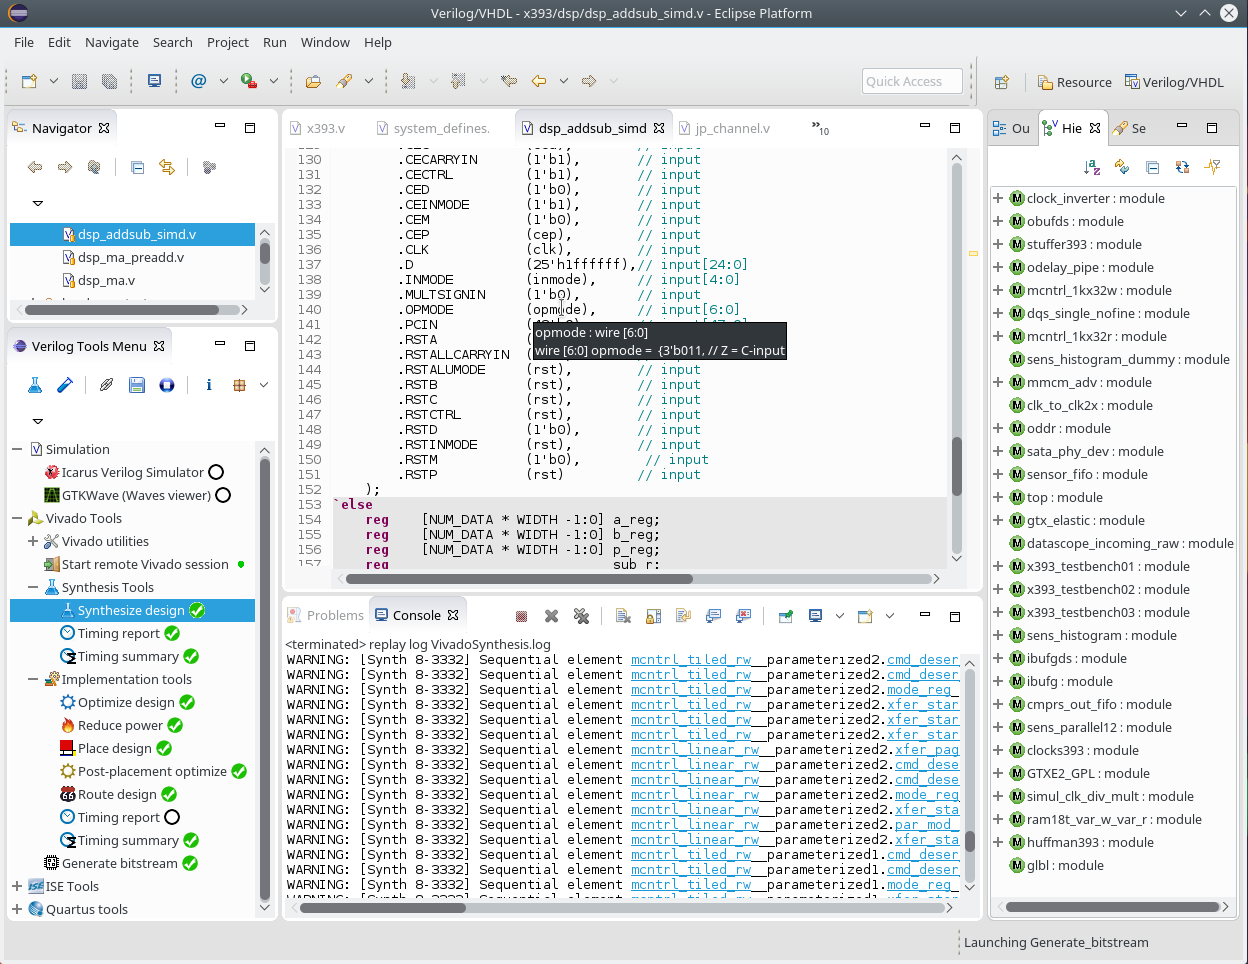 Verilog/VHDL - x393/dsp/dsp_addsub_simd.v - Eclipse Platform
File Edit Navigate Search Project Run Window Help
Quick Access
Resource
Verilog/VHDL
Navigator
dsp_addsub_simd.v
dsp_ma_preadd.v
dsp_ma.v
Verilog Tools Menu
Simulation
Icarus Verilog Simulator
GTKWave (Waves viewer)
Vivado Tools
Vivado utilities
Start remote Vivado session
Synthesis Tools
Synthesize design
Timing report
Timing summary
Implementation tools
Optimize design
Reduce power
Place design
Post-placement optimize
Route design
Timing report
Timing summary
Generate bitstream
ISE Tools
Quartus tools
x393.v
system_defines.
dsp_addsub_simd
jp_channel.v
»10
130 .CECARRYIN (1'b1), // input
131 .CECTRL (1'b1), // input
132 .CED (1'b0), // input
133 .CEINMODE (1'b1), // input
134 .CEM (1'b0), // input
135 .CEP (cep), // input
136 .CLK (clk), // input
137 .D (25'h1ffffff),// input[24:0]
138 .INMODE (inmode), // input[4:0]
139 .MULTSIGNIN (1'b0), // input
140 .OPMODE (opmode), // input[6:0]
141 .PCIN
142 .RSTA
143 .RSTALLCARRYIN
opmode : wire [6:0]
wire [6:0] opmode = {3'b011, // Z = C-input
144 .RSTALUMODE (rst), // input
145 .RSTB (rst), // input
146 .RSTC (rst), // input
147 .RSTCTRL (rst), // input
148 .RSTD (1'b0), // input
149 .RSTINMODE (rst), // input
150 .RSTM (1'b0), // input
151 .RSTP (rst) // input
152 );
153 `else
154 reg [NUM_DATA * WIDTH -1:0] a_reg;
155 reg [NUM_DATA * WIDTH -1:0] b_reg;
156 reg [NUM_DATA * WIDTH -1:0] p_reg;
157 reg sub_r;
Problems
Console
<terminated> replay log VivadoSynthesis.log
WARNING: [Synth 8-3332] Sequential element mcntrl_tiled_rw__parameterized2.cmd_deser
WARNING: [Synth 8-3332] Sequential element mcntrl_tiled_rw__parameterized2.cmd_deser
WARNING: [Synth 8-3332] Sequential element mcntrl_tiled_rw__parameterized2.mode_reg_
WARNING: [Synth 8-3332] Sequential element mcntrl_tiled_rw__parameterized2.xfer_star
WARNING: [Synth 8-3332] Sequential element mcntrl_tiled_rw__parameterized2.xfer_star
WARNING: [Synth 8-3332] Sequential element mcntrl_tiled_rw__parameterized2.xfer_star
WARNING: [Synth 8-3332] Sequential element mcntrl_linear_rw__parameterized2.xfer_pag
WARNING: [Synth 8-3332] Sequential element mcntrl_linear_rw__parameterized2.cmd_dese
WARNING: [Synth 8-3332] Sequential element mcntrl_linear_rw__parameterized2.cmd_dese
WARNING: [Synth 8-3332] Sequential element mcntrl_linear_rw__parameterized2.mode_reg
WARNING: [Synth 8-3332] Sequential element mcntrl_linear_rw__parameterized2.xfer_sta
WARNING: [Synth 8-3332] Sequential element mcntrl_linear_rw__parameterized2.par_mod_
WARNING: [Synth 8-3332] Sequential element mcntrl_linear_rw__parameterized2.xfer_sta
WARNING: [Synth 8-3332] Sequential element mcntrl_tiled_rw__parameterized1.cmd_deser
WARNING: [Synth 8-3332] Sequential element mcntrl_tiled_rw__parameterized1.cmd_deser
WARNING: [Synth 8-3332] Sequential element mcntrl_tiled_rw__parameterized1.mode_reg_
Ou
Hie
Se
clock_inverter : module
obufds : module
stuffer393 : module
odelay_pipe : module
mcntrl_1kx32w : module
dqs_single_nofine : module
mcntrl_1kx32r : module
sens_histogram_dummy : module
mmcm_adv : module
clk_to_clk2x : module
oddr : module
sata_phy_dev : module
sensor_fifo : module
top : module
gtx_elastic : module
datascope_incoming_raw : module
x393_testbench01 : module
x393_testbench02 : module
x393_testbench03 : module
sens_histogram : module
ibufgds : module
ibufg : module
cmprs_out_fifo : module
sens_parallel12 : module
clocks393 : module
GTXE2_GPL : module
simul_clk_div_mult : module
ram18t_var_w_var_r : module
huffman393 : module
glbl : module
Launching Generate_bitstream